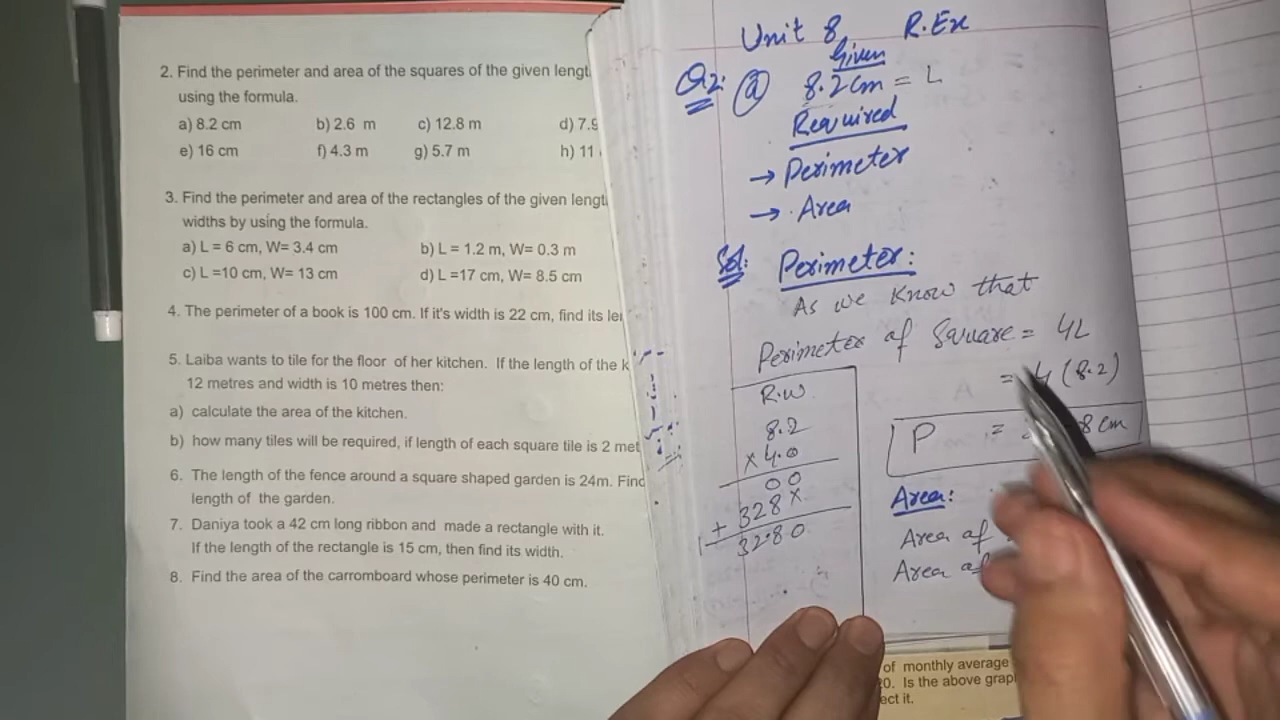 2. Find the perimeter and area of the squares of the given lengt
using the formula.
a) 8.2 cm b) 2.6 m c) 12.8 m d) 7.9
e) 16 cm f) 4.3 m g) 5.7 m h) 11
3. Find the perimeter and area of the rectangles of the given lengt
widths by using the formula.
a) L = 6 cm, W= 3.4 cm b) L = 1.2 m, W= 0.3 m
c) L =10 cm, W= 13 cm d) L =17 cm, W= 8.5 cm
4. The perimeter of a book is 100 cm. If it's width is 22 cm, find its le
5. Laiba wants to tile for the floor of her kitchen. If the length of the k
12 metres and width is 10 metres then:
a) calculate the area of the kitchen.
b) how many tiles will be required, if length of each square tile is 2 met
6. The length of the fence around a square shaped garden is 24m. Find
length of the garden.
7. Daniya took a 42 cm long ribbon and made a rectangle with it.
If the length of the rectangle is 15 cm, then find its width.
8. Find the area of the carromboard whose perimeter is 40 cm.
Unit 8 R.Ex
Given
Q2: (a) 8.2cm = L
Required
→ Perimeter
→ Area
Sol: Perimeter:
As we know that
Perimeter of Square = 4L
= 4 (8.2)
P = 8 cm
R.W
8.2
×4.0
00
+ 328×
32.80
Area:
Area of
Area of
of monthly average
0. Is the above grap
ect it.